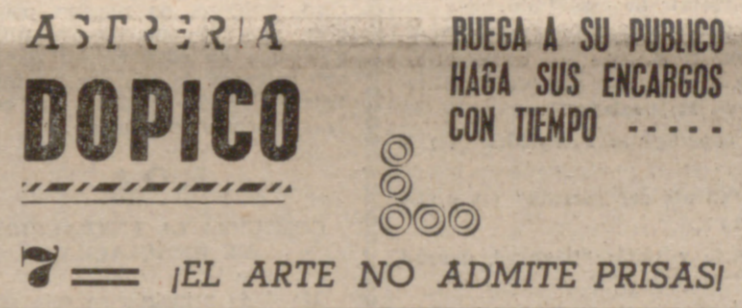 ASTRERIA
DOPICO
RUEGA A SU PUBLICO
HAGA SUS ENCARGOS
CON TIEMPO -----
7 ¡EL ARTE NO ADMITE PRISAS!